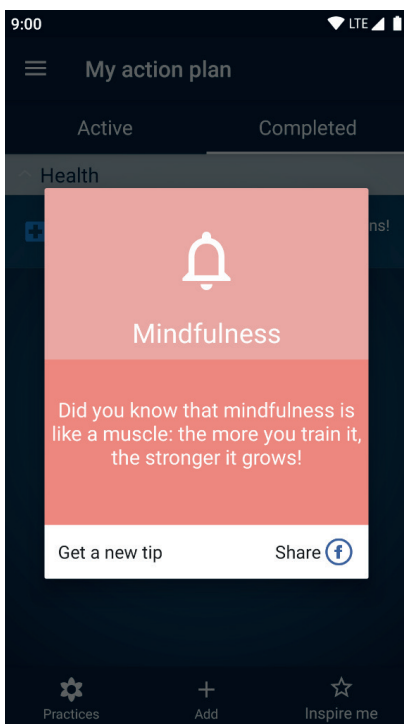 9:00
LTE
My action plan
Active
Completed
Health
ns!
Mindfulness
Did you know that mindfulness is
like a muscle: the more you train it,
the stronger it grows!
Get a new tip
Share
Practices
Add
Inspire me